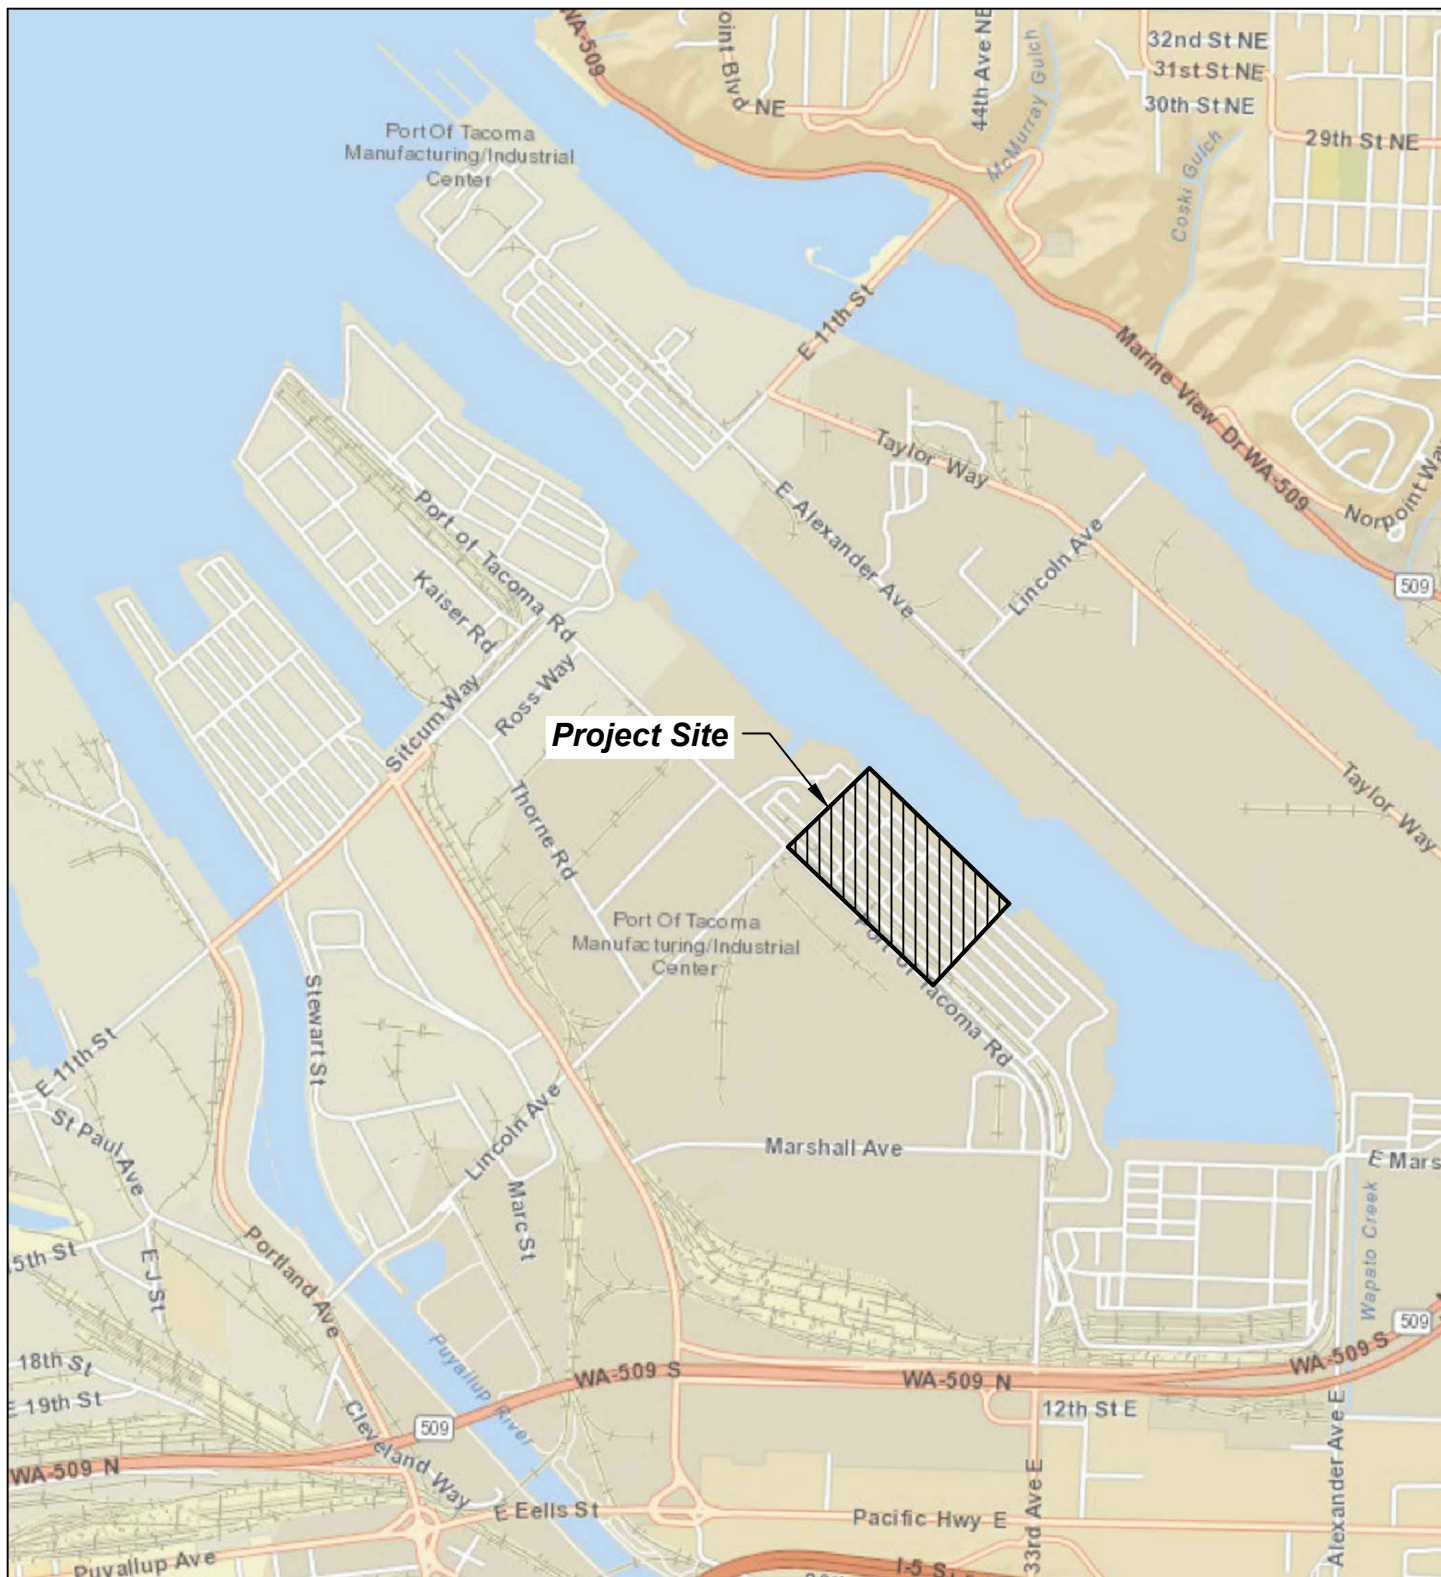 WA-509
oint Blvd NE
44th Ave NE
McMurray Gulch
32nd St NE
31st St NE
30th St NE
29th St NE
Coski Gulch
Port Of Tacoma
Manufacturing/Industrial
Center
E 11th St
Marine View Dr WA-509
Taylor Way
Norpoint Way
E Alexander Ave
Lincoln Ave
509
Port of Tacoma Rd
Kaiser Rd
Ross Way
Sitcum Way
Project Site
Thorne Rd
Taylor Way
Port Of Tacoma
Manufacturing/Industrial
Center
Port of Tacoma Rd
Stewart St
E 11th St
St Paul Ave
Lincoln Ave
Marshall Ave
E Mars
Marc St
Wapato Creek
5th St
E J St
Portland Ave
Puyallup River
509
WA-509 S
WA-509 S
WA-509 N
18th St
E 19th St
Cleveland Way
509
12th St E
Alexander Ave E
WA-509 N
E Eells St
Pacific Hwy E
33rd Ave E
Puyallup Ave
I-5 S